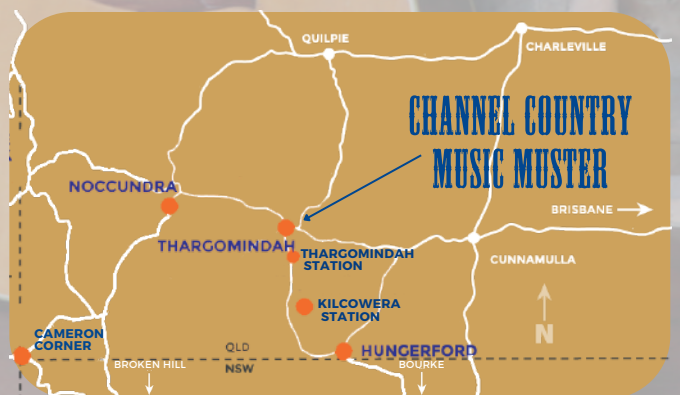 QUILPIE
CHARLEVILLE
CHANNEL COUNTRY
MUSIC MUSTER
NOCCUNDRA
BRISBANE
THARGOMINDAH
THARGOMINDAH
STATION
CUNNAMULLA
KILCOWERA
STATION
CAMERON
CORNER
N
QLD
HUNGERFORD
NSW
BROKEN HILL
BOURKE